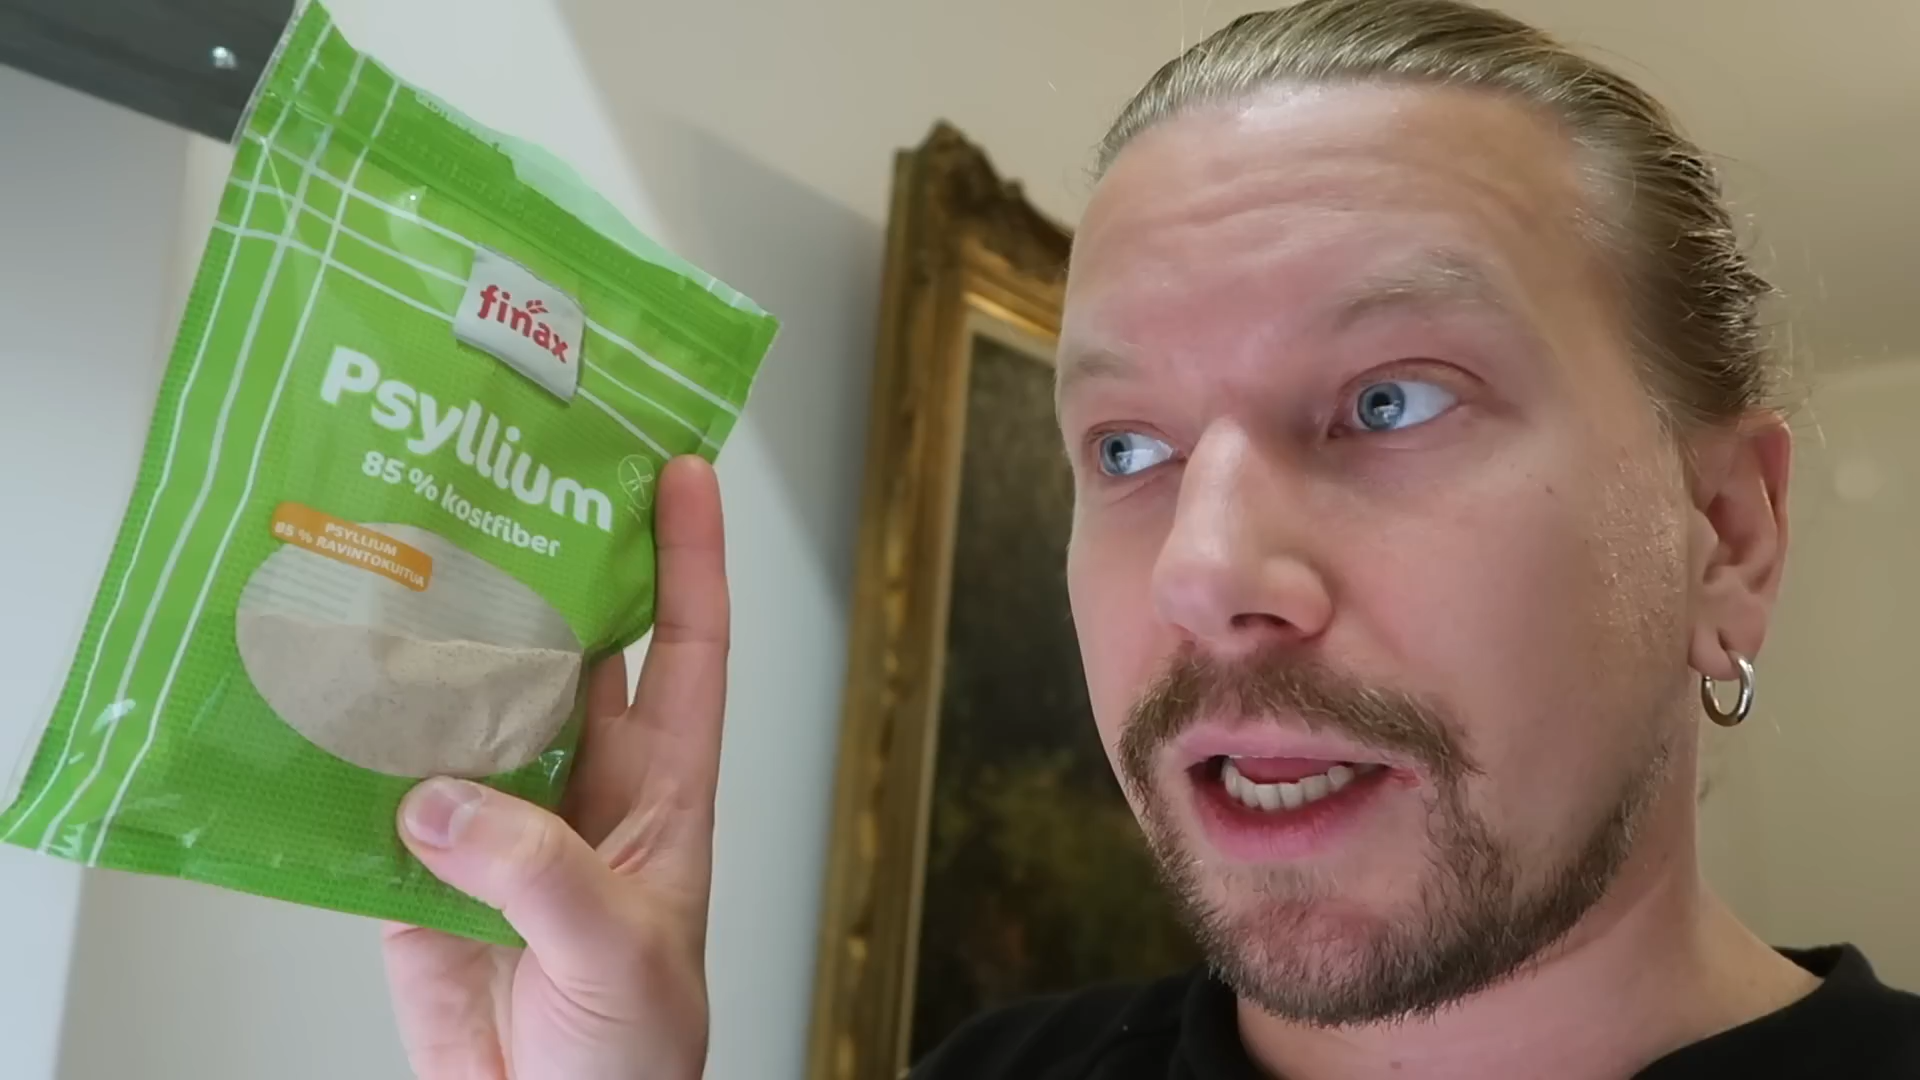 finax
Psyllium
85 % kostfiber
PSYLLIUM
85 % RAVINTOKUITUA